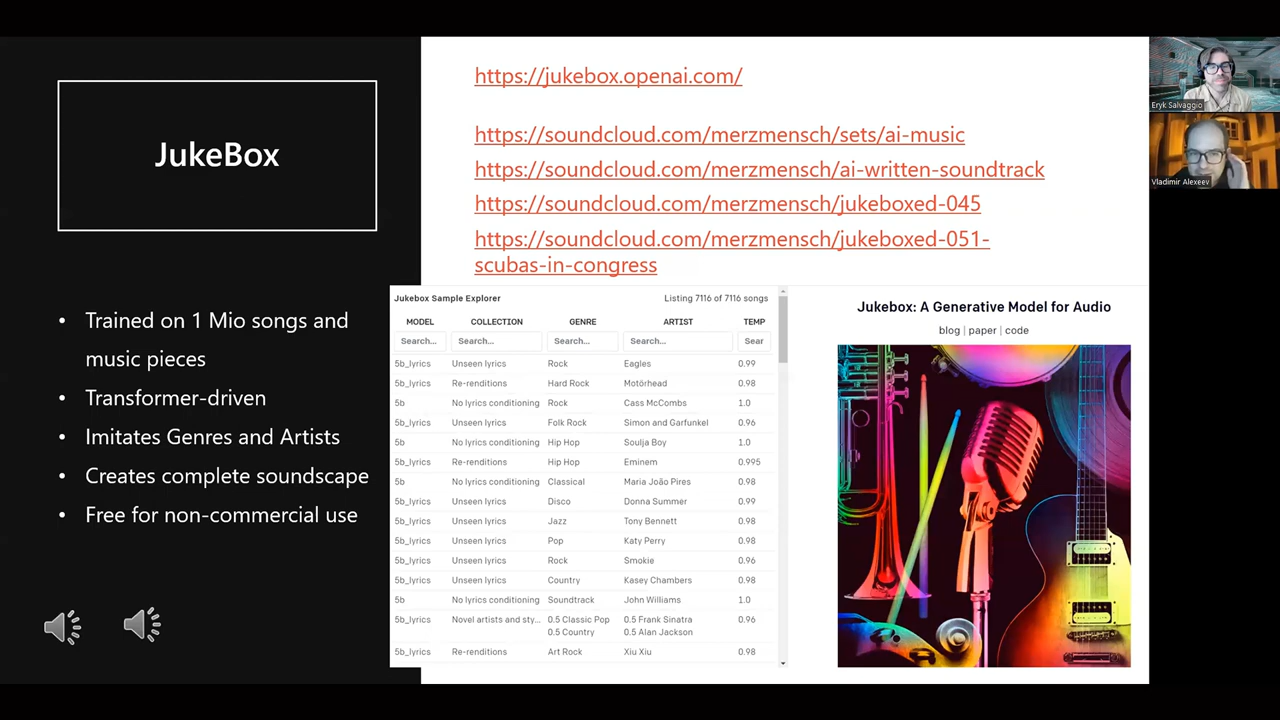 JukeBox
• Trained on 1 Mio songs and
music pieces
• Transformer-driven
• Imitates Genres and Artists
• Creates complete soundscape
• Free for non-commercial use
https://jukebox.openai.com/
https://soundcloud.com/merzmensch/sets/ai-music
https://soundcloud.com/merzmensch/ai-written-soundtrack
https://soundcloud.com/merzmensch/jukeboxed-045
https://soundcloud.com/merzmensch/jukeboxed-051-
scubas-in-congress
Jukebox Sample Explorer Listing 7116 of 7116 songs
MODEL COLLECTION GENRE ARTIST TEMP
Search... Search... Search... Search... Sear
5b_lyrics Unseen lyrics Rock Eagles 0.99
5b_lyrics Re-renditions Hard Rock Motörhead 0.98
5b No lyrics conditioning Rock Cass McCombs 1.0
5b_lyrics Unseen lyrics Folk Rock Simon and Garfunkel 0.96
5b No lyrics conditioning Hip Hop Soulja Boy 1.0
5b_lyrics Re-renditions Hip Hop Eminem 0.995
5b No lyrics conditioning Classical Maria João Pires 0.98
5b_lyrics Unseen lyrics Disco Donna Summer 0.99
5b_lyrics Unseen lyrics Jazz Tony Bennett 0.98
5b_lyrics Unseen lyrics Pop Katy Perry 0.98
5b_lyrics Unseen lyrics Rock Smokie 0.96
5b_lyrics Unseen lyrics Country Kasey Chambers 0.98
5b No lyrics conditioning Soundtrack John Williams 1.0
5b_lyrics Novel artists and sty... 0.5 Classic Pop 0.5 Frank Sinatra 0.96
0.5 Country 0.5 Alan Jackson
5b_lyrics Re-renditions Art Rock Xiu Xiu 0.98
Jukebox: A Generative Model for Audio
blog | paper | code
Eryk Salvaggio
Vladimir Alexeev